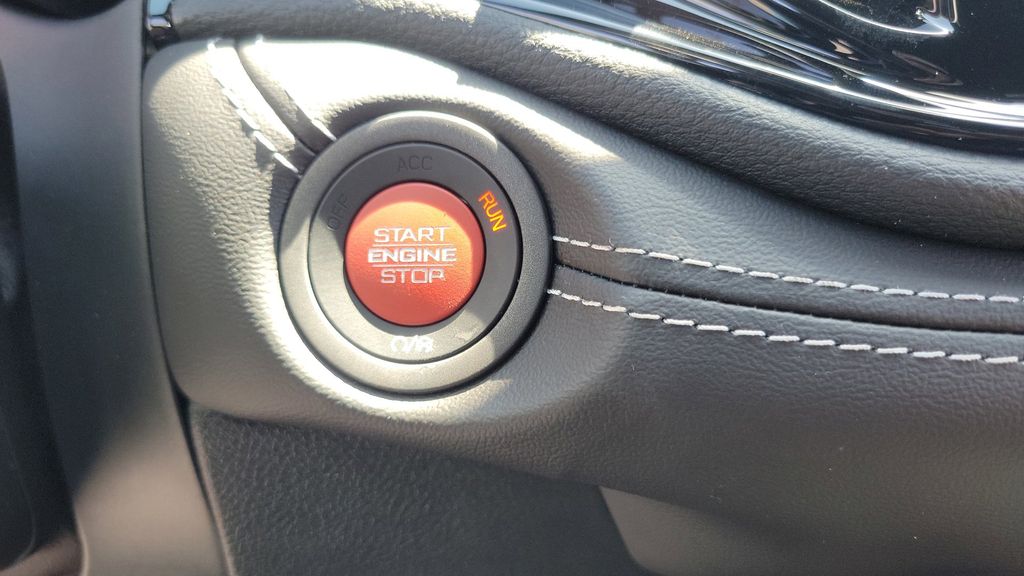 OFF
ACC
RUN
START
ENGINE
STOP